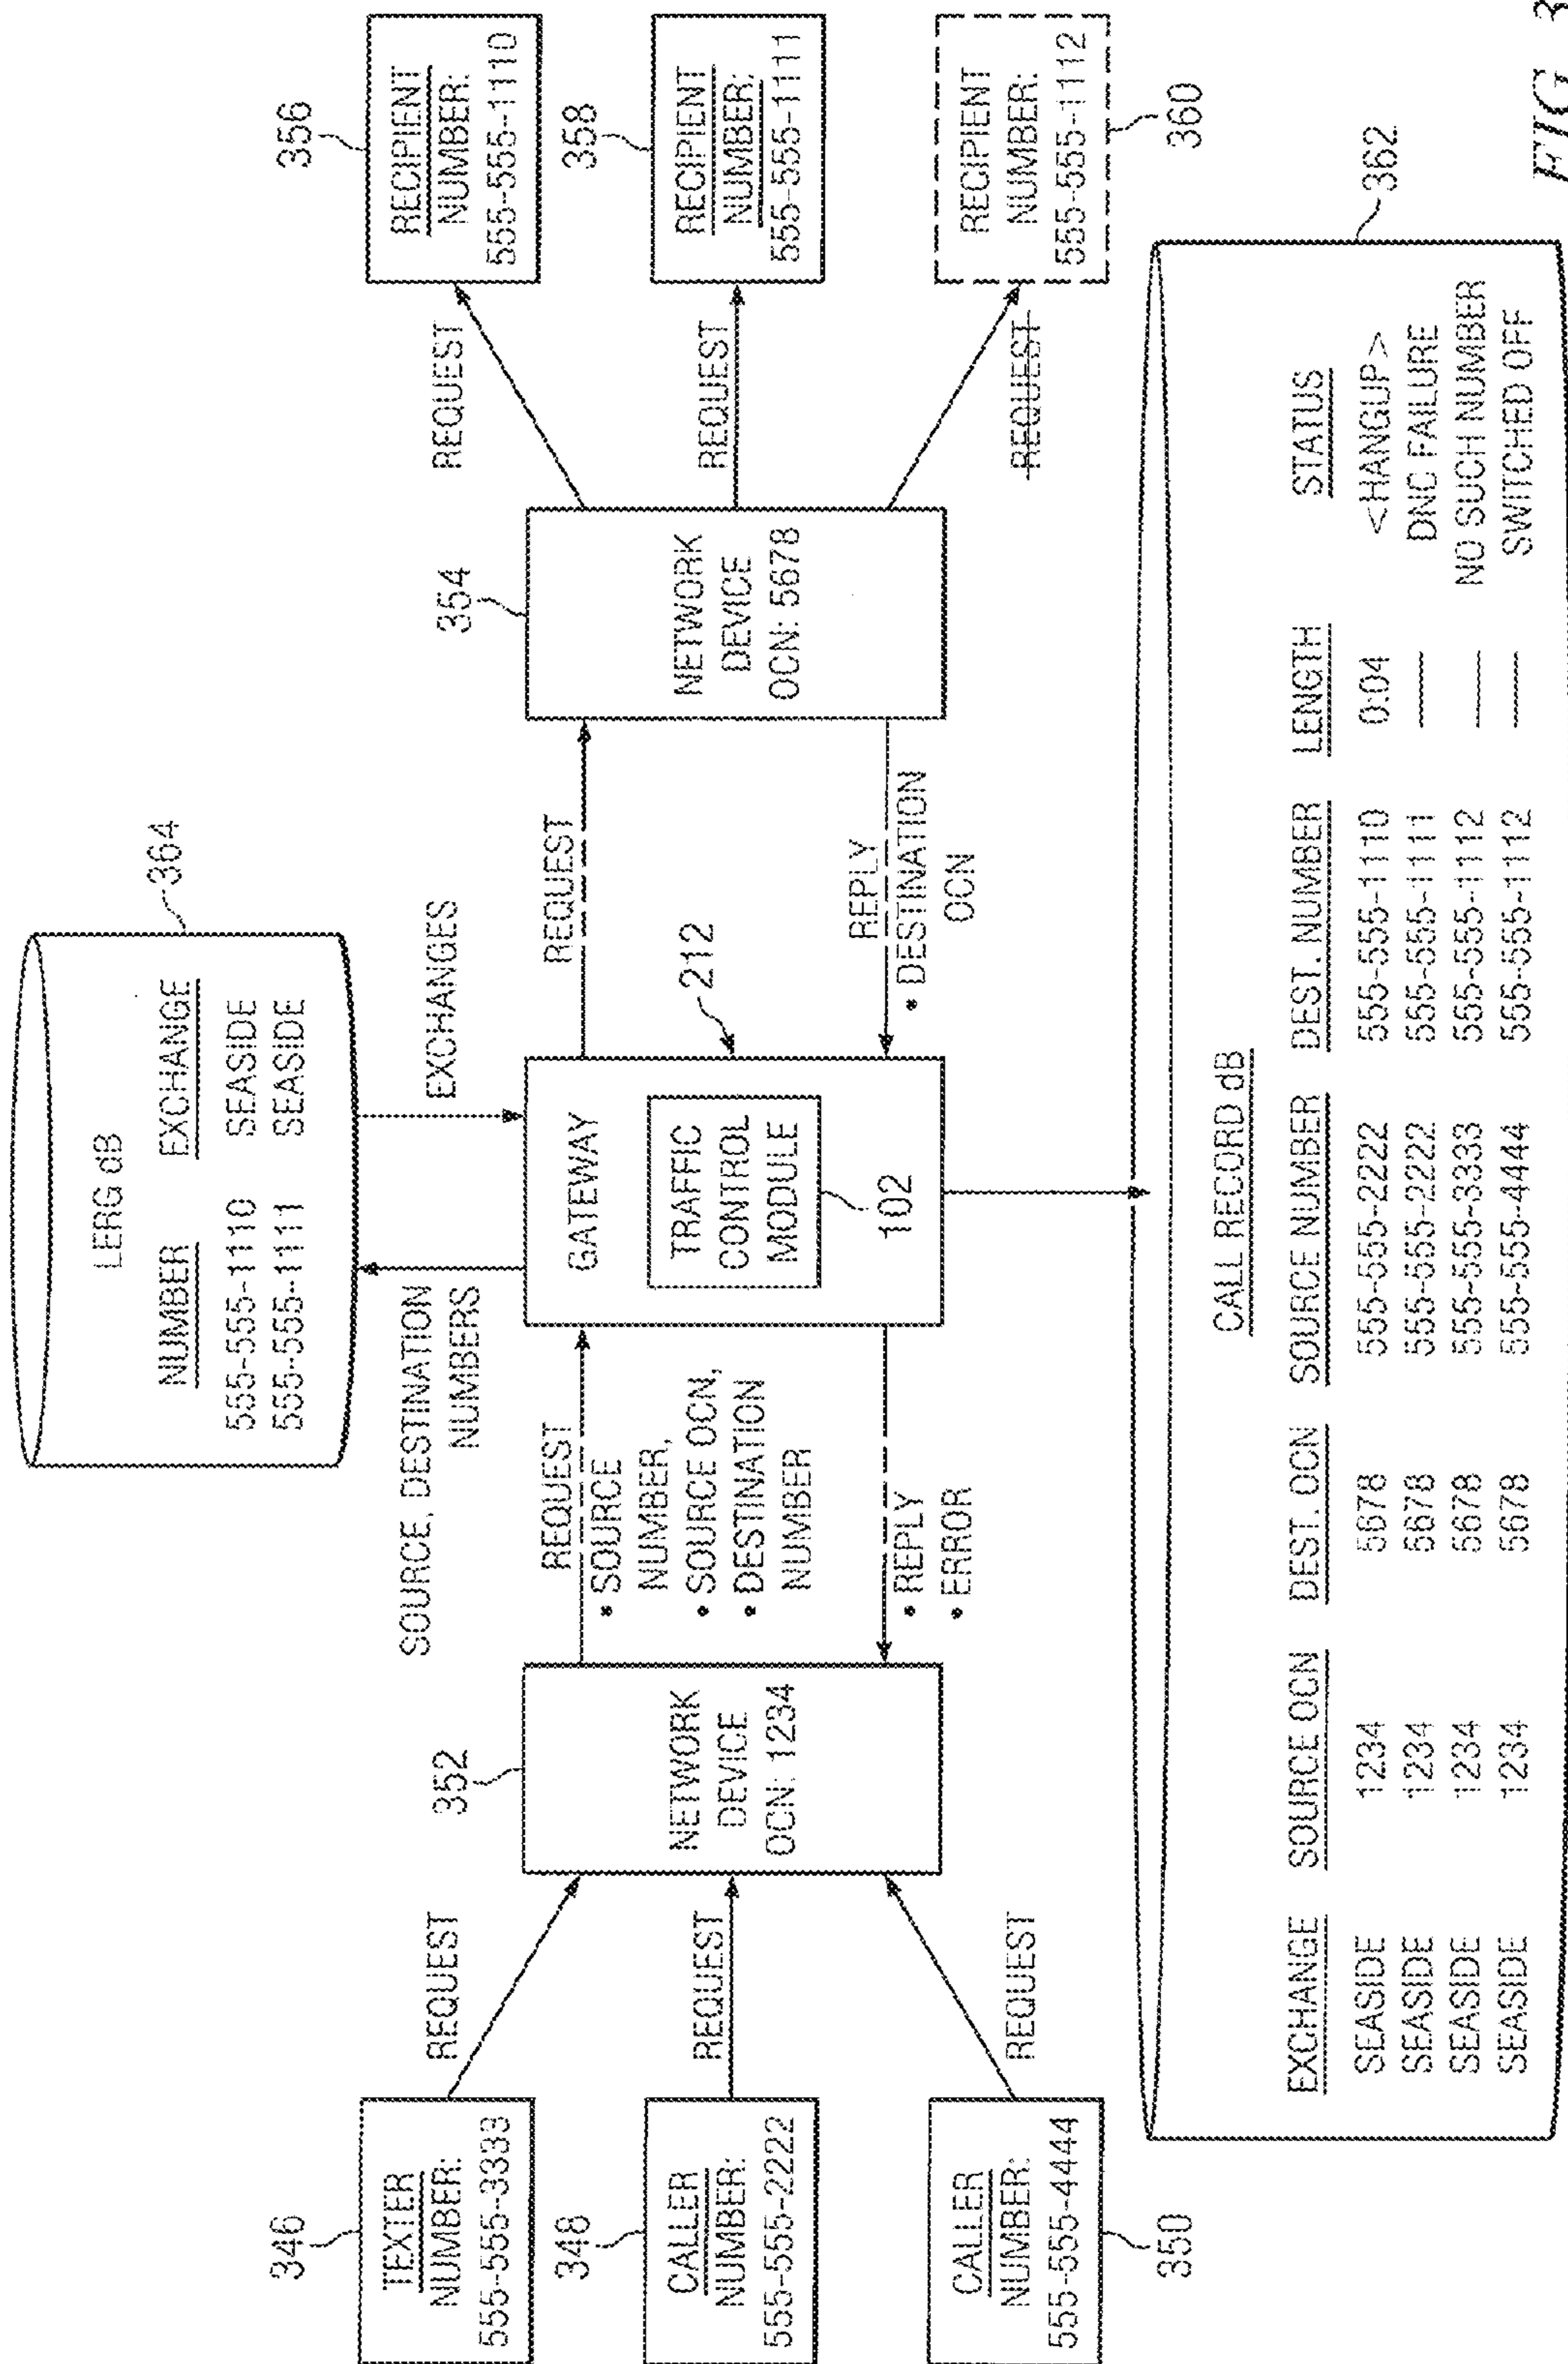 LERG dB
NUMBER EXCHANGE
555-555-1110 SEASIDE
555-555-1111 SEASIDE
364
SOURCE, DESTINATION
NUMBERS
EXCHANGES
346
TEXTER
NUMBER:
555-555-3333
348
CALLER
NUMBER:
555-555-2222
CALLER
NUMBER:
555-555-4444
350
REQUEST
REQUEST
REQUEST
352
NETWORK
DEVICE
OCN: 1234
REQUEST
• SOURCE
NUMBER,
• SOURCE OCN,
• DESTINATION
NUMBER
• REPLY
• ERROR
GATEWAY
TRAFFIC
CONTROL
MODULE
102
212
REQUEST
REPLY
• DESTINATION
OCN
354
NETWORK
DEVICE
OCN: 5678
REQUEST
REQUEST
REQUEST
356
RECIPIENT
NUMBER:
555-555-1110
358
RECIPIENT
NUMBER:
555-555-1111
RECIPIENT
NUMBER:
555-555-1112
360
362
CALL RECORD dB
EXCHANGE SOURCE OCN DEST. OCN SOURCE NUMBER DEST. NUMBER LENGTH STATUS
SEASIDE 1234 5678 555-555-2222 555-555-1110 0:04 <HANGUP>
SEASIDE 1234 5678 555-555-2222 555-555-1111 — DNC FAILURE
SEASIDE 1234 5678 555-555-3333 555-555-1112 — NO SUCH NUMBER
SEASIDE 1234 5678 555-555-4444 555-555-1112 — SWITCHED OFF
FIG. 3